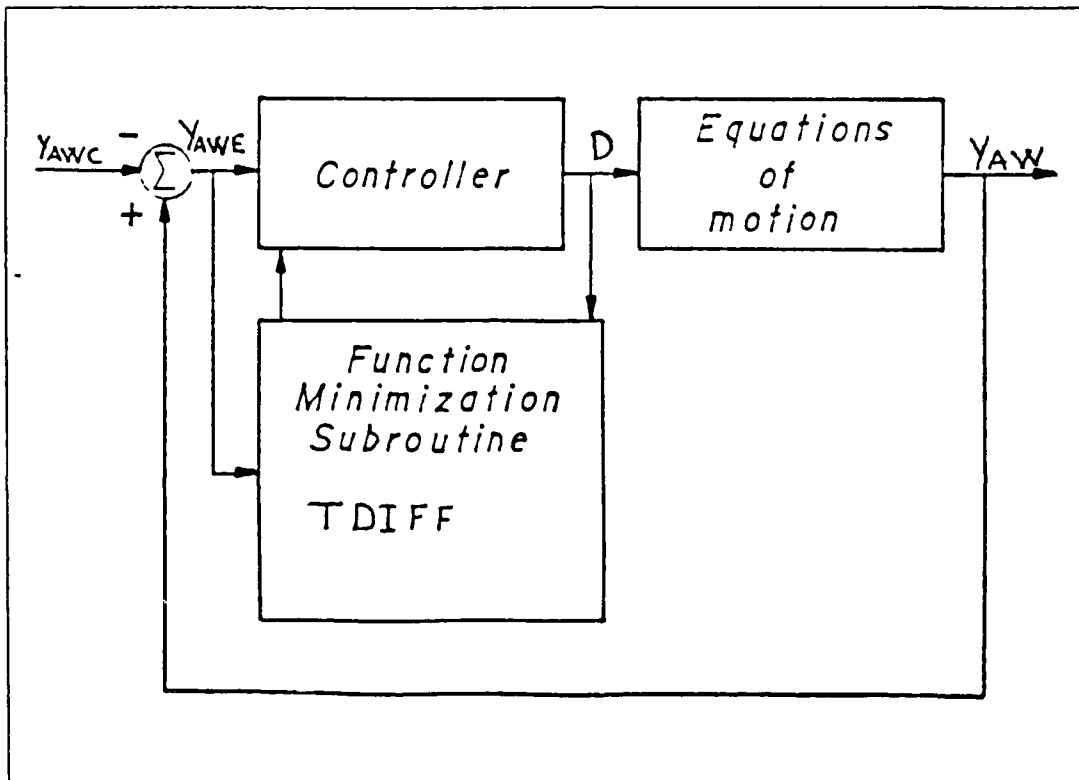 YAWC
-
Σ
+
YAWE
Controller
D
Equations
of
motion
YAW
Function
Minimization
Subroutine
TDIFF